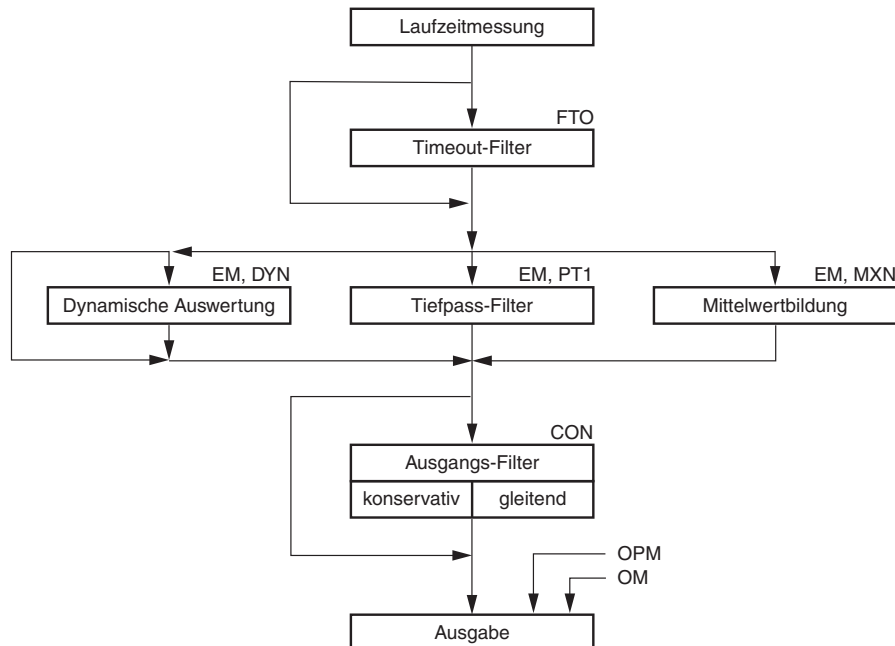 Laufzeitmessung
FTO
Timeout-Filter
EM, DYN
EM, PT1
EM, MXN
Dynamische Auswertung
Tiefpass-Filter
Mittelwertbildung
CON
Ausgangs-Filter
konservativ
gleitend
OPM
OM
Ausgabe